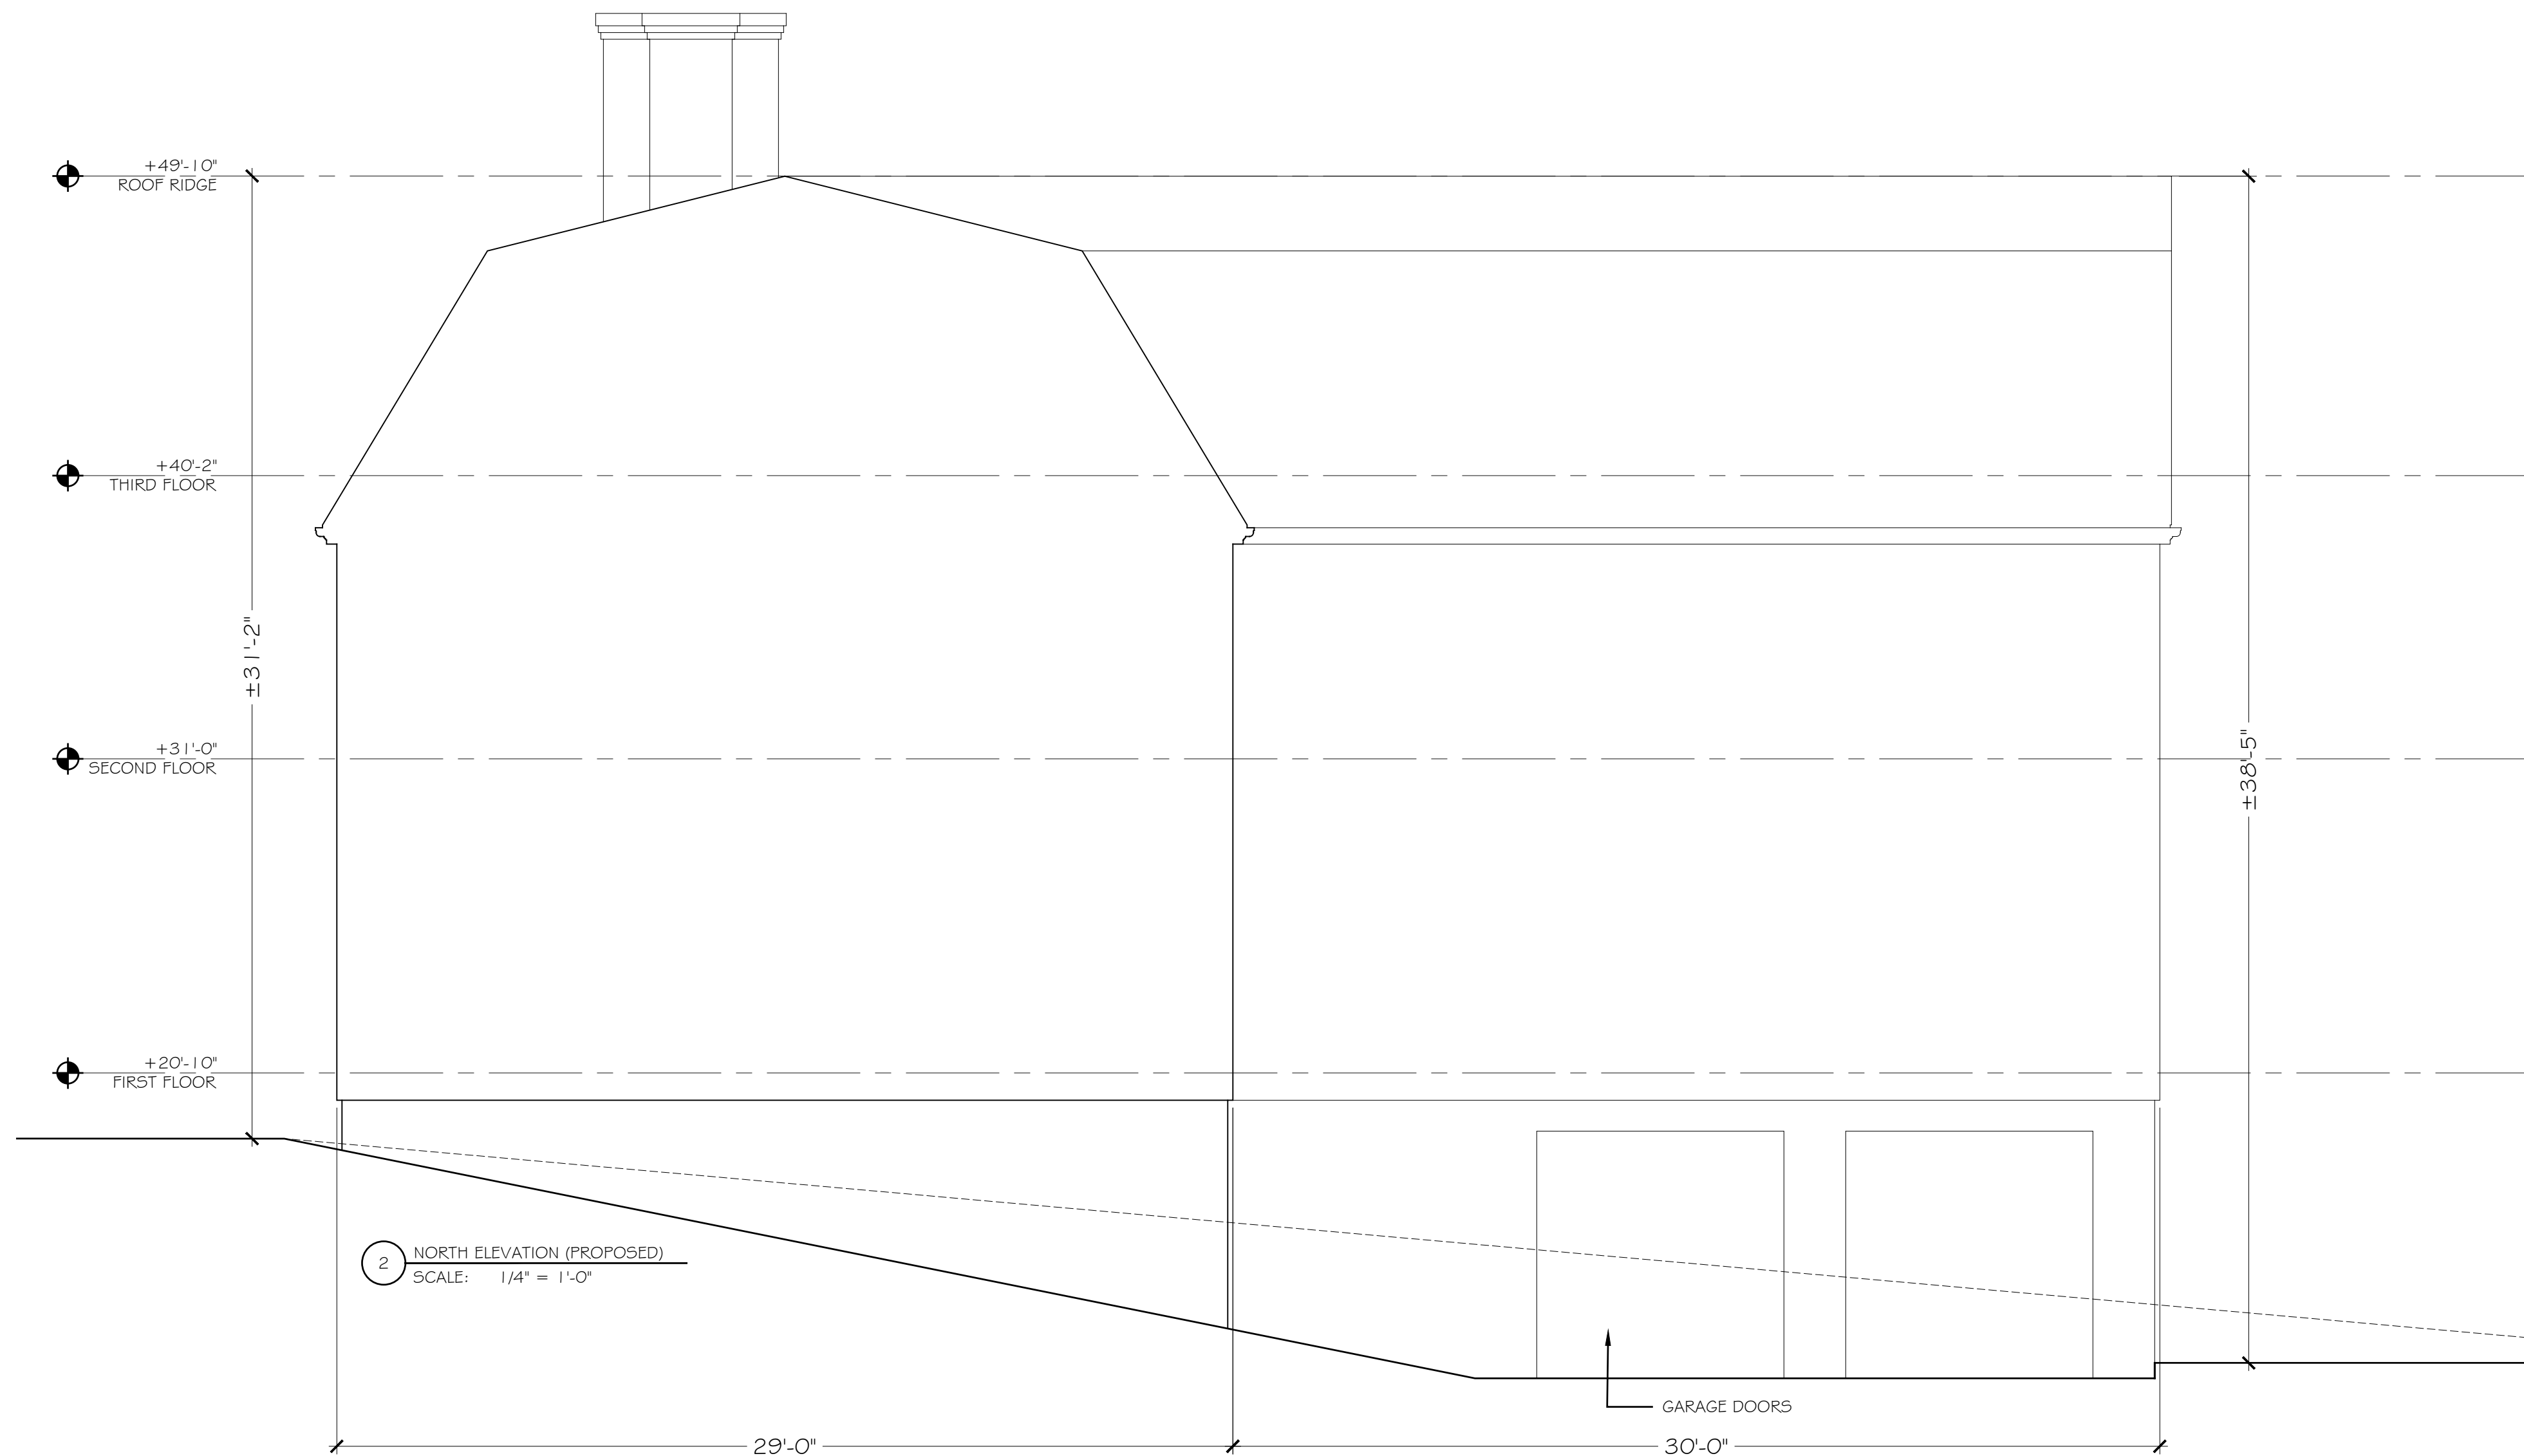 +49'-10"
ROOF RIDGE
+40'-2"
THIRD FLOOR
±31'-2"
+31'-0"
SECOND FLOOR
±38'-5"
+20'-10"
FIRST FLOOR
2
NORTH ELEVATION (PROPOSED)
SCALE: 1/4" = 1'-0"
GARAGE DOORS
29'-0"
30'-0"